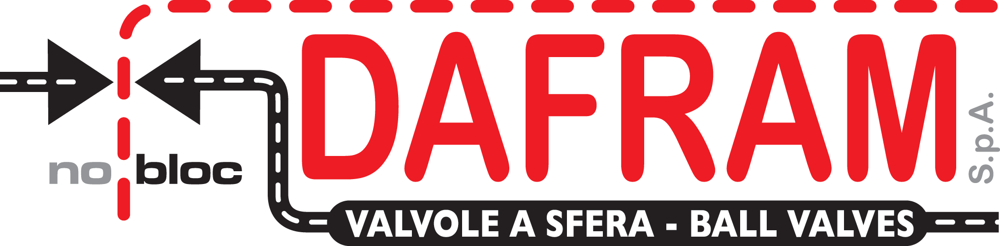 DAFRAM
S.p.A.
no bloc
VALVOLE A SFERA - BALL VALVES